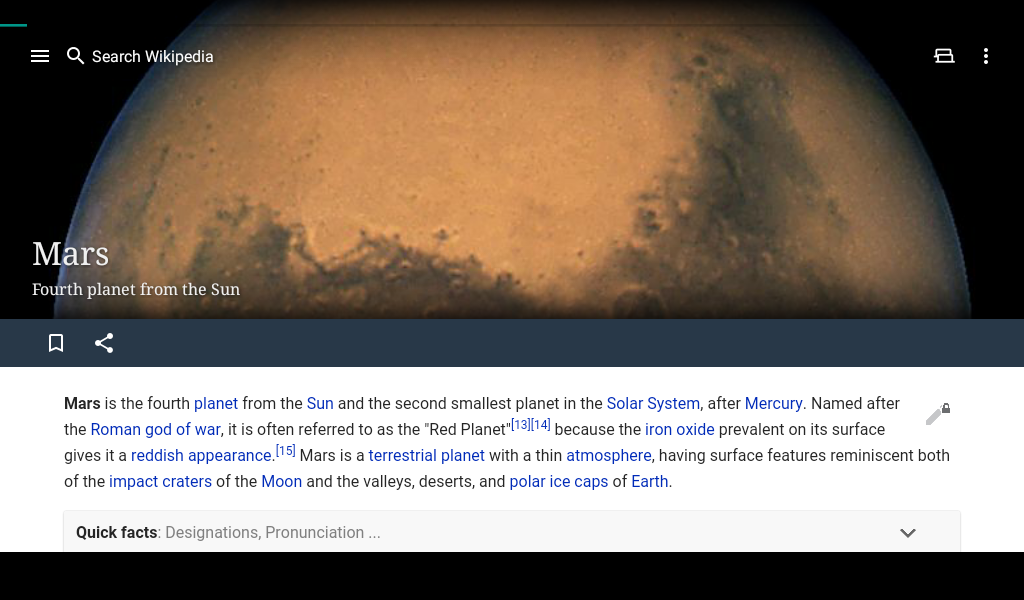 Search Wikipedia
Mars
Fourth planet from the Sun
Mars is the fourth planet from the Sun and the second smallest planet in the Solar System, after Mercury. Named after
the Roman god of war, it is often referred to as the "Red Planet"[13][14] because the iron oxide prevalent on its surface
gives it a reddish appearance.[15] Mars is a terrestrial planet with a thin atmosphere, having surface features reminiscent both
of the impact craters of the Moon and the valleys, deserts, and polar ice caps of Earth.
Quick facts: Designations, Pronunciation ...